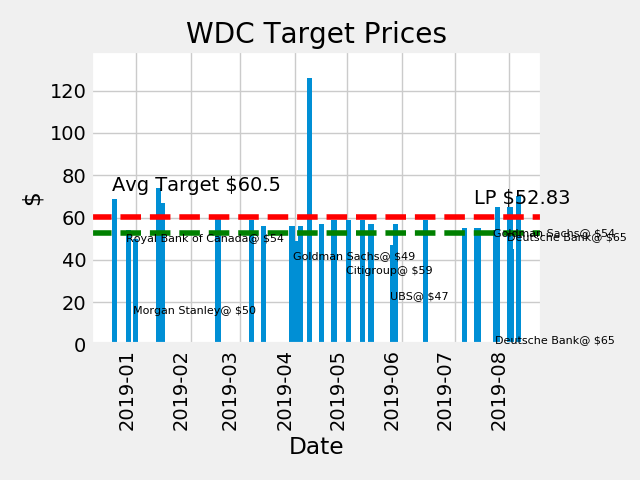 WDC Target Prices
120
100
80
60
40
20
0
$
Avg Target $60.5
LP $52.83
Royal Bank of Canada@ $54
Goldman Sachs@ $54
Deutsche Bank@ $65
Goldman Sachs@ $49
Citigroup@ $59
UBS@ $47
Morgan Stanley@ $50
Deutsche Bank@ $65
2019-01
2019-02
2019-03
2019-04
2019-05
2019-06
2019-07
2019-08
Date